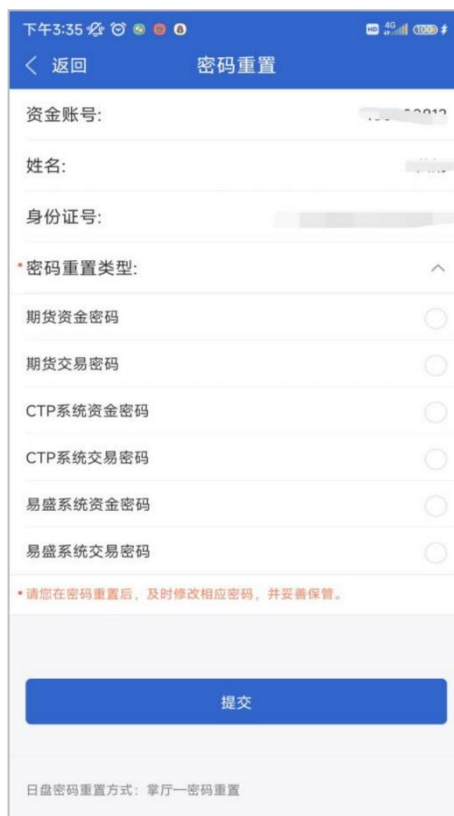 下午3:35
HD 4G 100
返回 密码重置
资金账号:
姓名:
身份证号:
*密码重置类型:
期货资金密码
期货交易密码
CTP系统资金密码
CTP系统交易密码
易盛系统资金密码
易盛系统交易密码
*请您在密码重置后，及时修改相应密码，并妥善保管。
提交
日盘密码重置方式：掌厅一密码重置